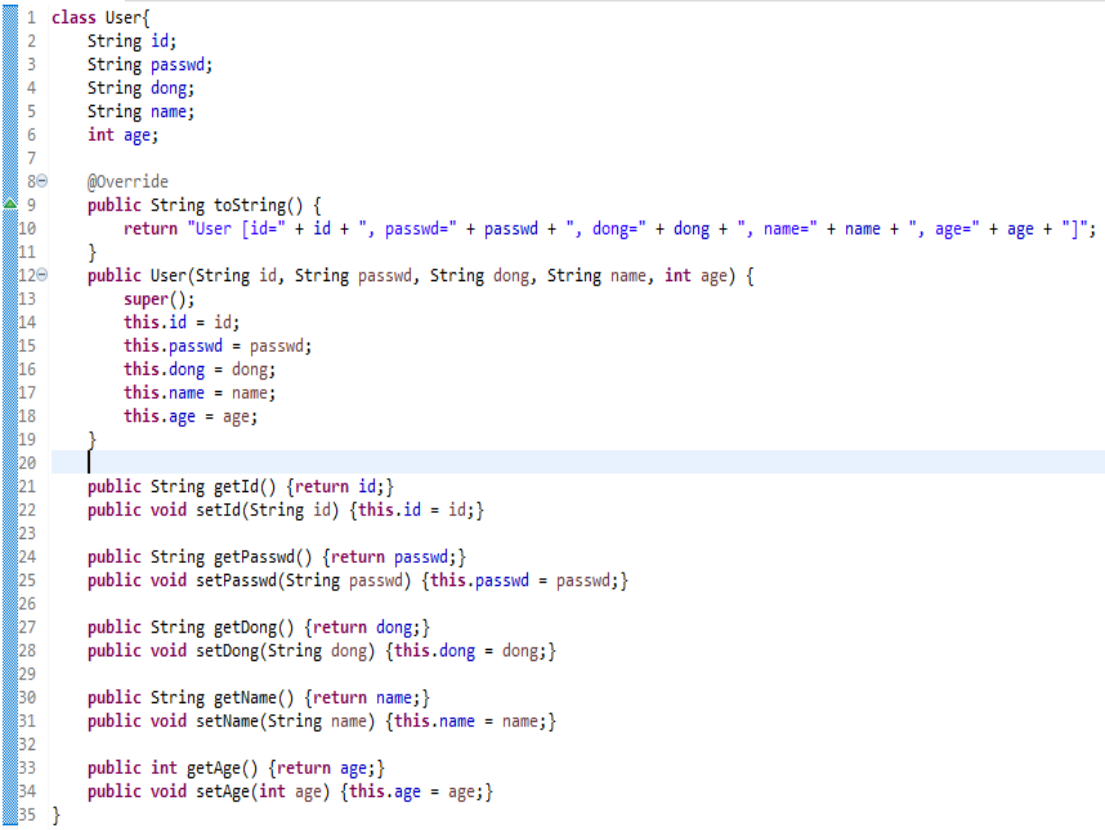 1 class User{
2 String id;
3 String passwd;
4 String dong;
5 String name;
6 int age;
7
8 @Override
9 public String toString() {
10 return "User [id=" + id + ", passwd=" + passwd + ", dong=" + dong + ", name=" + name + ", age=" + age + "]";
11 }
12 public User(String id, String passwd, String dong, String name, int age) {
13 super();
14 this.id = id;
15 this.passwd = passwd;
16 this.dong = dong;
17 this.name = name;
18 this.age = age;
19 }
20
21 public String getId() {return id;}
22 public void setId(String id) {this.id = id;}
23
24 public String getPasswd() {return passwd;}
25 public void setPasswd(String passwd) {this.passwd = passwd;}
26
27 public String getDong() {return dong;}
28 public void setDong(String dong) {this.dong = dong;}
29
30 public String getName() {return name;}
31 public void setName(String name) {this.name = name;}
32
33 public int getAge() {return age;}
34 public void setAge(int age) {this.age = age;}
35 }